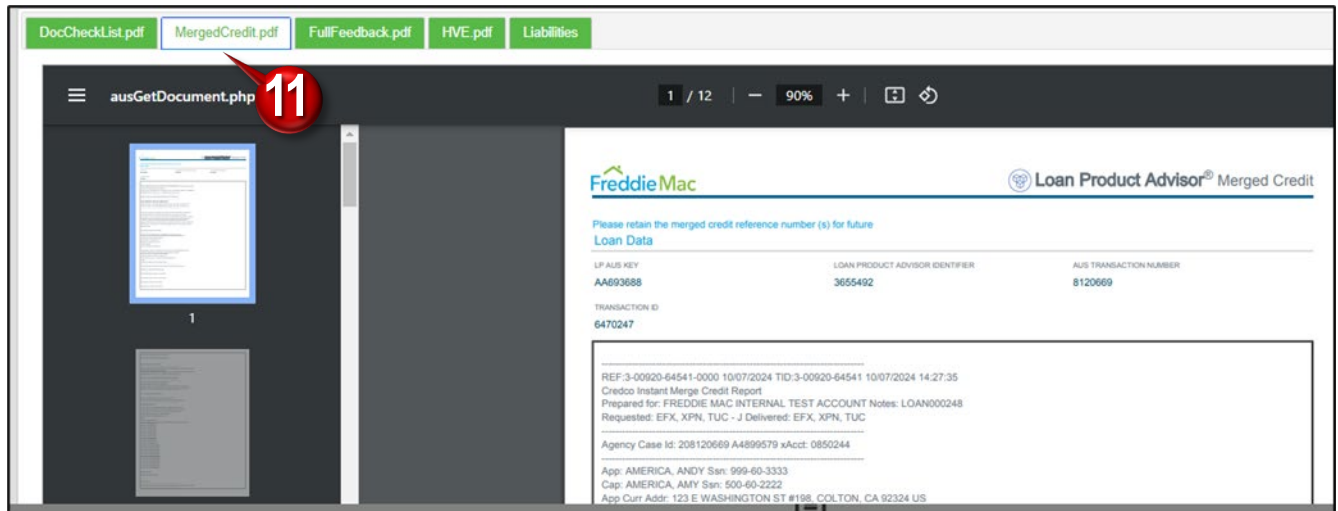 DocCheckList.pdf MergedCredit.pdf FullFeedback.pdf HVE.pdf Liabilities
11
ausGetDocument.php 1 / 12 90%
1
FreddieMac Loan Product Advisor® Merged Credit
Please retain the merged credit reference number (s) for future
Loan Data
LP AUS KEY LOAN PRODUCT ADVISOR IDENTIFIER AUS TRANSACTION NUMBER
AA693688 3655492 8120669
TRANSACTION ID
6470247
REF:3-00920-64541-0000 10/07/2024 TID:3-00920-64541 10/07/2024 14:27:35
Credco Instant Merge Credit Report
Prepared for: FREDDIE MAC INTERNAL TEST ACCOUNT Notes: LOAN000248
Requested: EFX, XPN, TUC - J Delivered: EFX, XPN, TUC
Agency Case Id: 208120669 A4899579 xAcct: 0850244
App: AMERICA, ANDY Ssn: 999-60-3333
Cap: AMERICA, AMY Ssn: 500-60-2222
App Curr Addr: 123 E WASHINGTON ST #198, COLTON, CA 92324 US